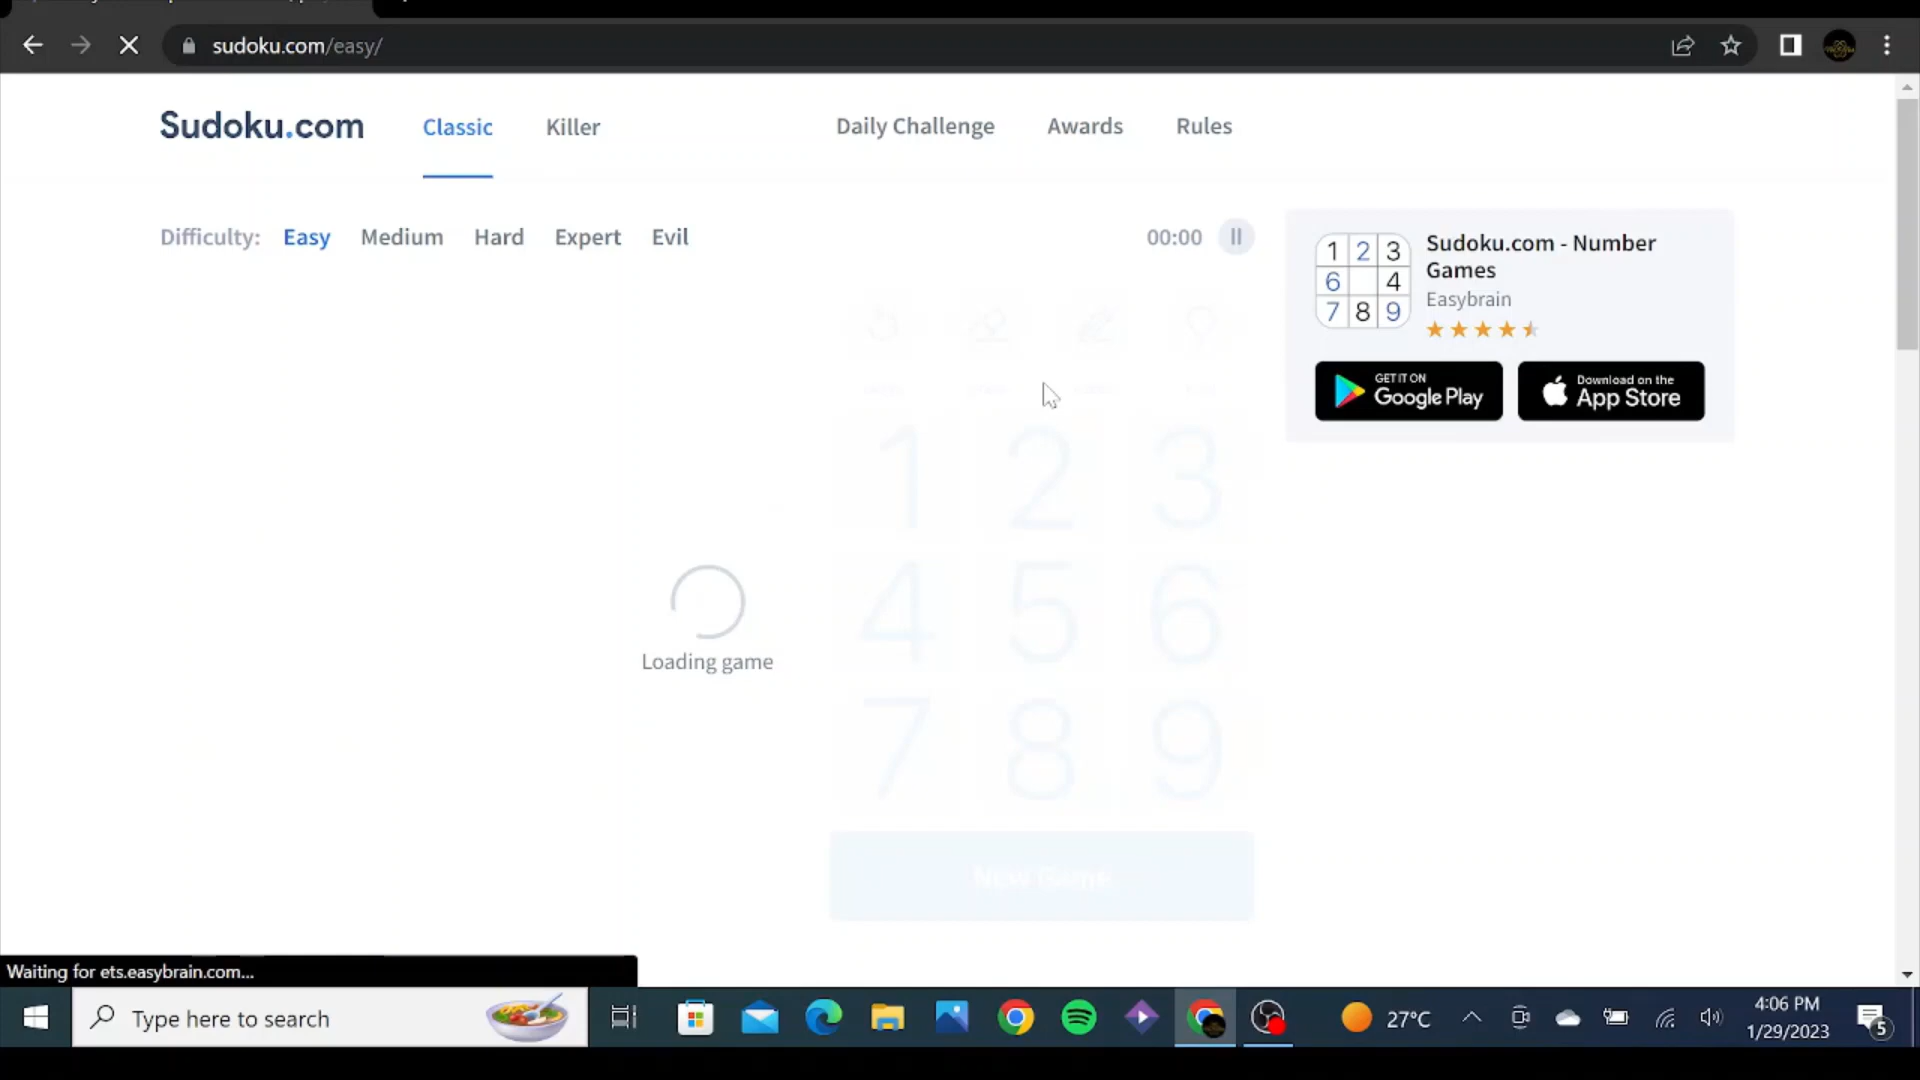 sudoku.com/easy/
Sudoku.com
Classic
Killer
Daily Challenge
Awards
Rules
Difficulty:
Easy
Medium
Hard
Expert
Evil
00:00
1 2 3
6 4
7 8 9
Sudoku.com - Number
Games
Easybrain
GET IT ON
Google Play
Download on the
App Store
1 2 3
4 5 6
7 8 9
Loading game
New Game
Waiting for ets.easybrain.com...
Type here to search
27°C
4:06 PM
1/29/2023
5